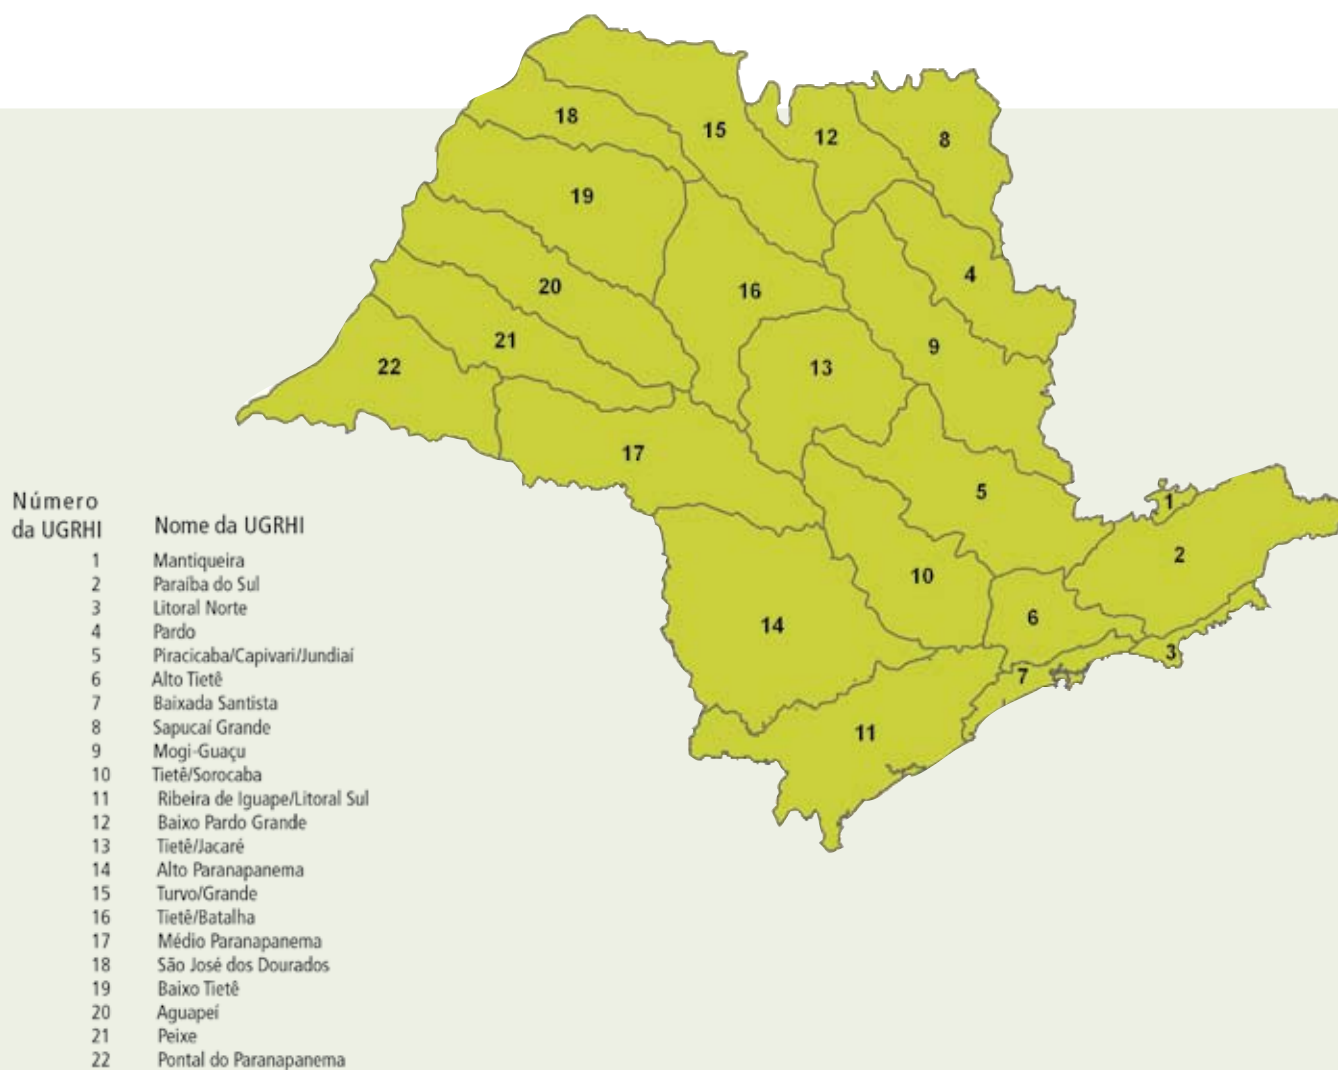 18
15
12
8
19
4
20
16
21
9
22
13
17
5
1
2
10
14
6
3
7
11
Número
da UGRHI Nome da UGRHI
1 Mantiqueira
2 Paraíba do Sul
3 Litoral Norte
4 Pardo
5 Piracicaba/Capivari/Jundiaí
6 Alto Tietê
7 Baixada Santista
8 Sapucaí Grande
9 Mogi-Guaçu
10 Tietê/Sorocaba
11 Ribeira de Iguape/Litoral Sul
12 Baixo Pardo Grande
13 Tietê/Jacaré
14 Alto Paranapanema
15 Turvo/Grande
16 Tietê/Batalha
17 Médio Paranapanema
18 São José dos Dourados
19 Baixo Tietê
20 Aguapeí
21 Peixe
22 Pontal do Paranapanema